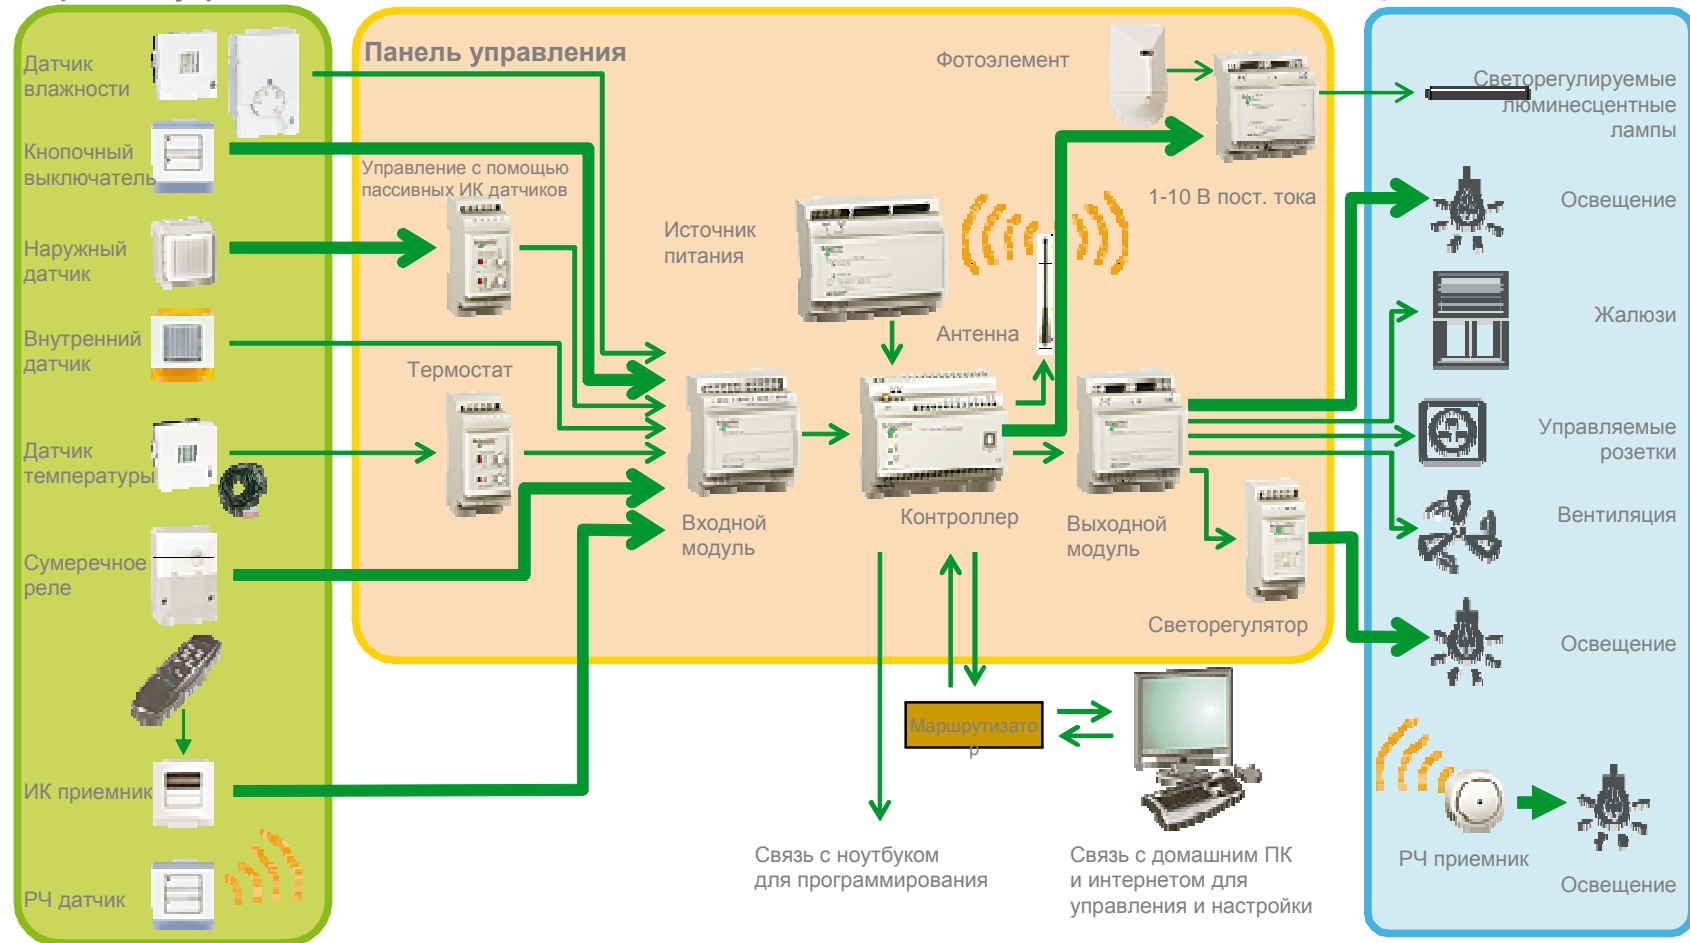 Датчик
влажности
Кнопочный
выключатель
Наружный
датчик
Внутренний
датчик
Датчик
температуры
Сумеречное
реле
ИК приемник
РЧ датчик
Панель управления
Управление с помощью
пассивных ИК датчиков
Термостат
Источник
питания
Антенна
Фотоэлемент
1-10 В пост. тока
Входной
модуль
Контроллер
Выходной
модуль
Светорегулятор
Маршрутизато
р
Связь с ноутбуком
для программирования
Связь с домашним ПК
и интернетом для
управления и настройки
Светорегулируемые
люминесцентные
лампы
Освещение
Жалюзи
Управляемые
розетки
Вентиляция
Освещение
РЧ приемник
Освещение